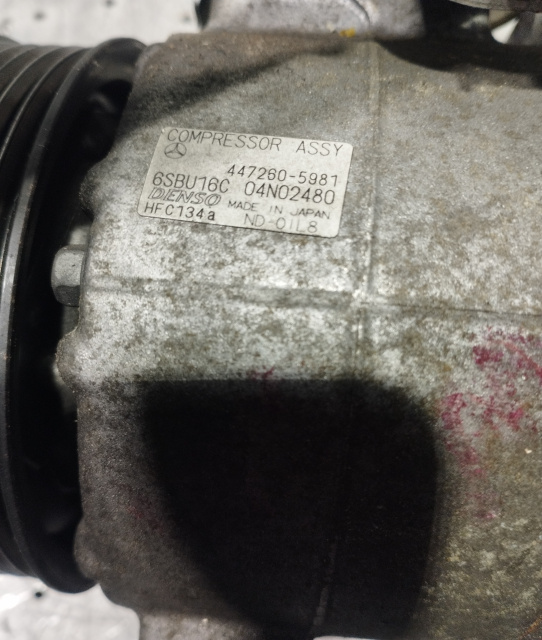 COMPRESSOR ASSY
447260-5981
6SBU16C 04N02480
DENSO MADE IN JAPAN
HFC134a ND-OIL8